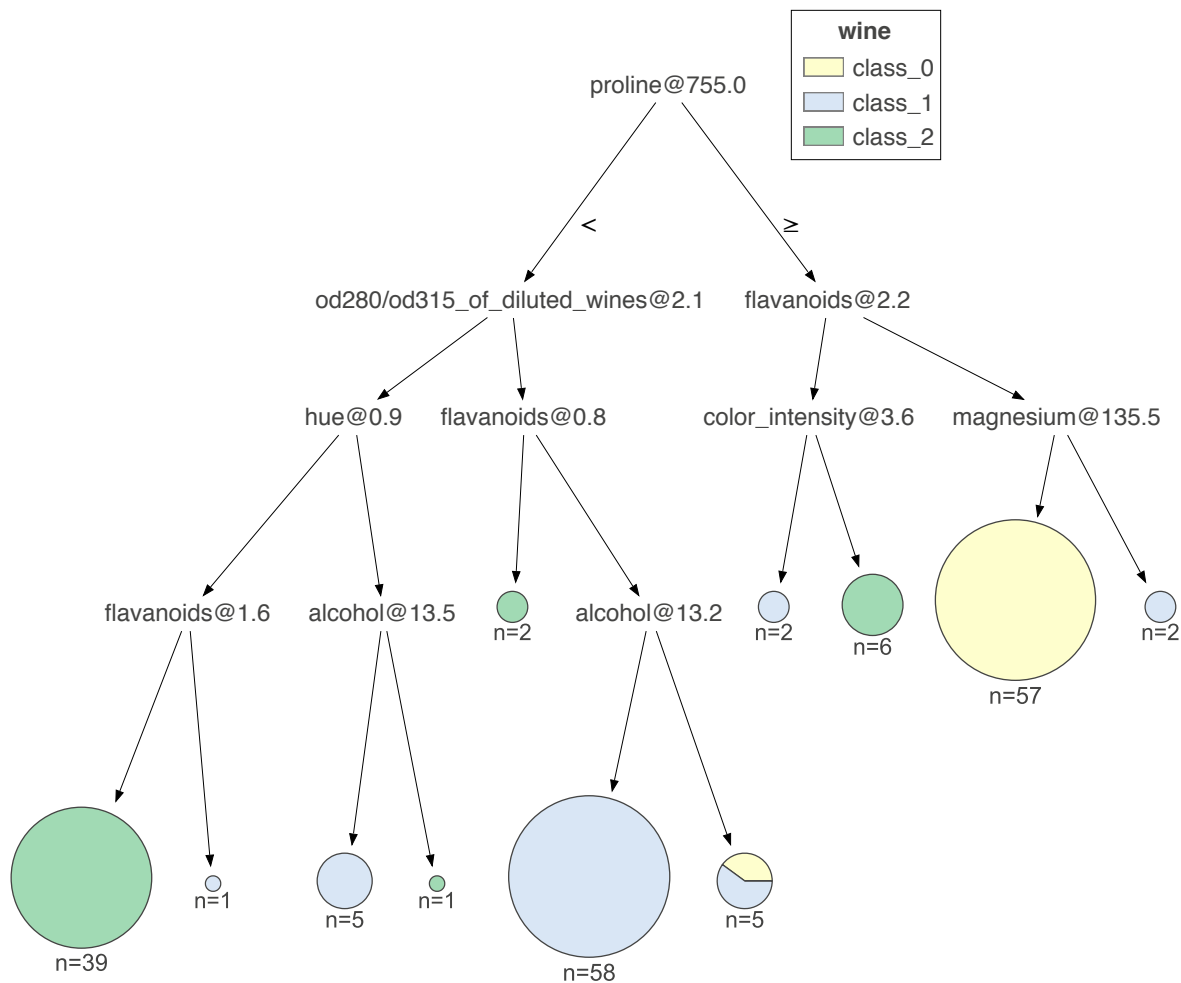 wine
class_0
class_1
class_2
proline@755.0
<
≥
od280/od315_of_diluted_wines@2.1
flavanoids@2.2
hue@0.9
flavanoids@0.8
color_intensity@3.6
magnesium@135.5
flavanoids@1.6
alcohol@13.5
n=2
alcohol@13.2
n=2
n=6
n=57
n=2
n=39
n=1
n=5
n=1
n=58
n=5